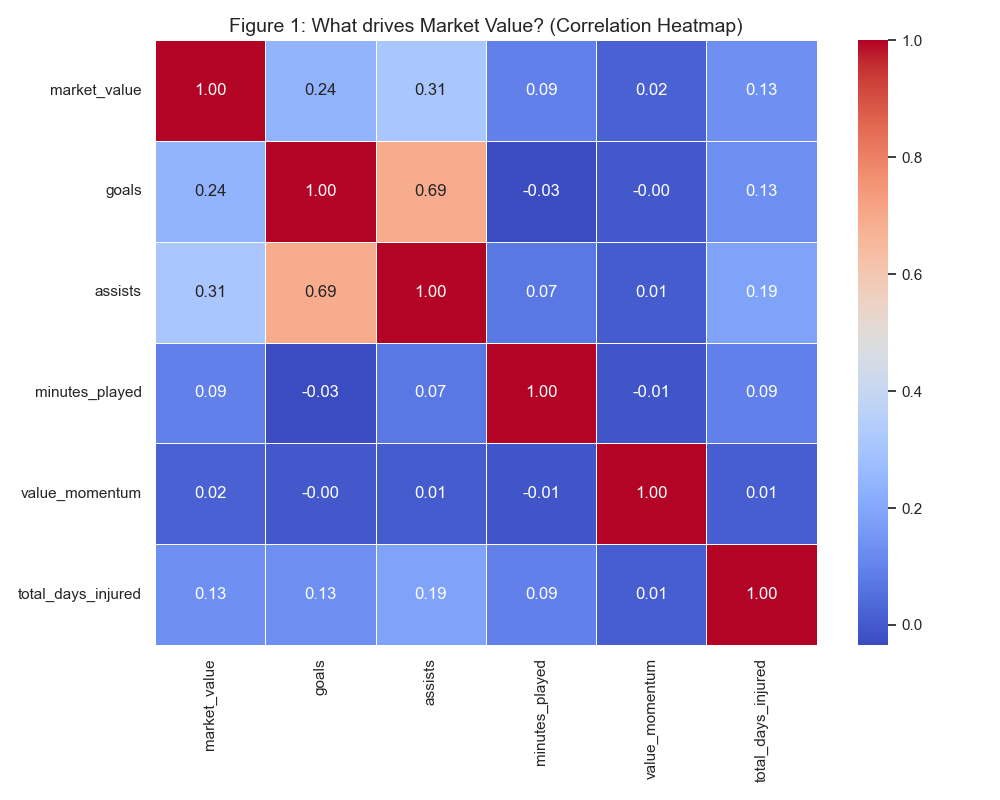 Figure 1: What drives Market Value? (Correlation Heatmap)
market_value 1.00 0.24 0.31 0.09 0.02 0.13
goals 0.24 1.00 0.69 -0.03 -0.00 0.13
assists 0.31 0.69 1.00 0.07 0.01 0.19
minutes_played 0.09 -0.03 0.07 1.00 -0.01 0.09
value_momentum 0.02 -0.00 0.01 -0.01 1.00 0.01
total_days_injured 0.13 0.13 0.19 0.09 0.01 1.00
market_value goals assists minutes_played value_momentum total_days_injured
1.0
0.8
0.6
0.4
0.2
0.0